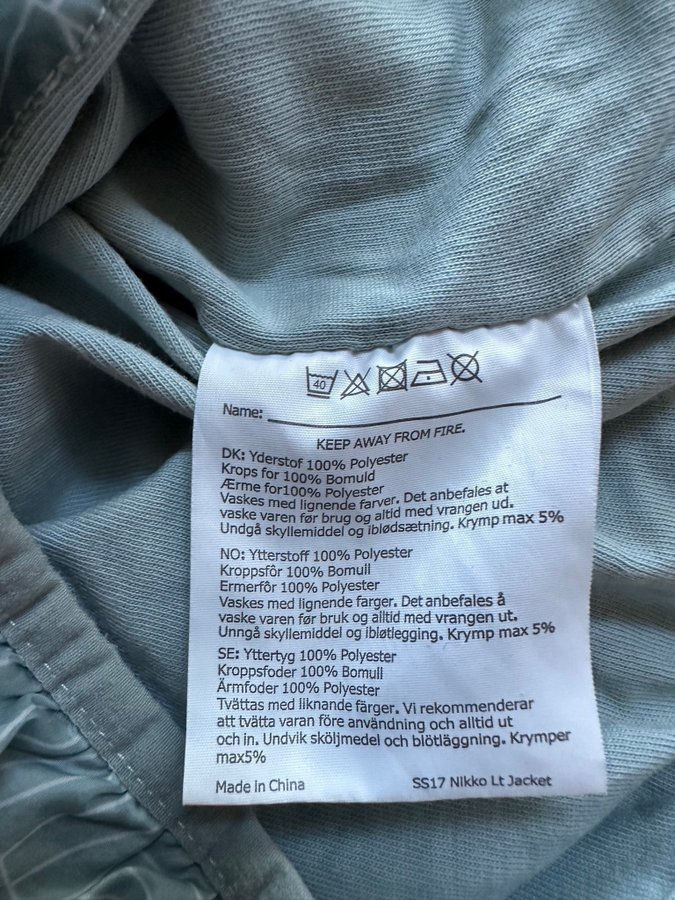 40
Name:
KEEP AWAY FROM FIRE.
DK: Yderstof 100% Polyester
Krops for 100% Bomuld
Ærme for100% Polyester
Vaskes med lignende farver. Det anbefales at
vaske varen før brug og altid med vrangen ud.
Undgå skyllemiddel og iblødsætning. Krymp max 5%
NO: Ytterstoff 100% Polyester
Kroppsfôr 100% Bomull
Ermerfôr 100% Polyester
Vaskes med lignende farger. Det anbefales å
vaske varen før bruk og alltid med vrangen ut.
Unngå skyllemiddel og ibløtlegging. Krymp max 5%
SE: Yttertyg 100% Polyester
Kroppsfoder 100% Bomull
Ärmfoder 100% Polyester
Tvättas med liknande färger. Vi rekommenderar
att tvätta varan före användning och alltid ut
och in. Undvik sköljmedel och blötläggning. Krymper
max5%
Made in China
SS17 Nikko Lt Jacket